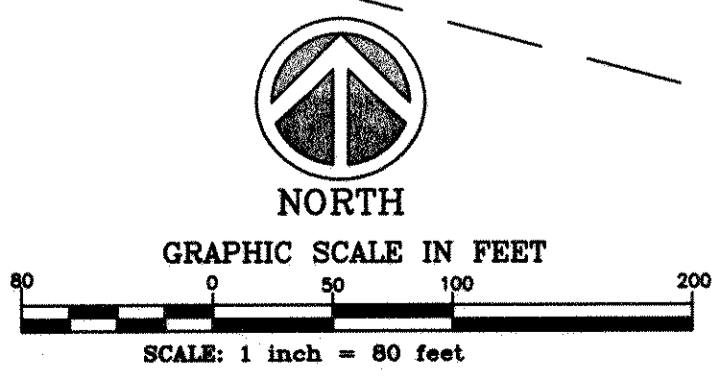 NORTH
GRAPHIC SCALE IN FEET
80 0 50 100 200
SCALE: 1 inch = 80 feet